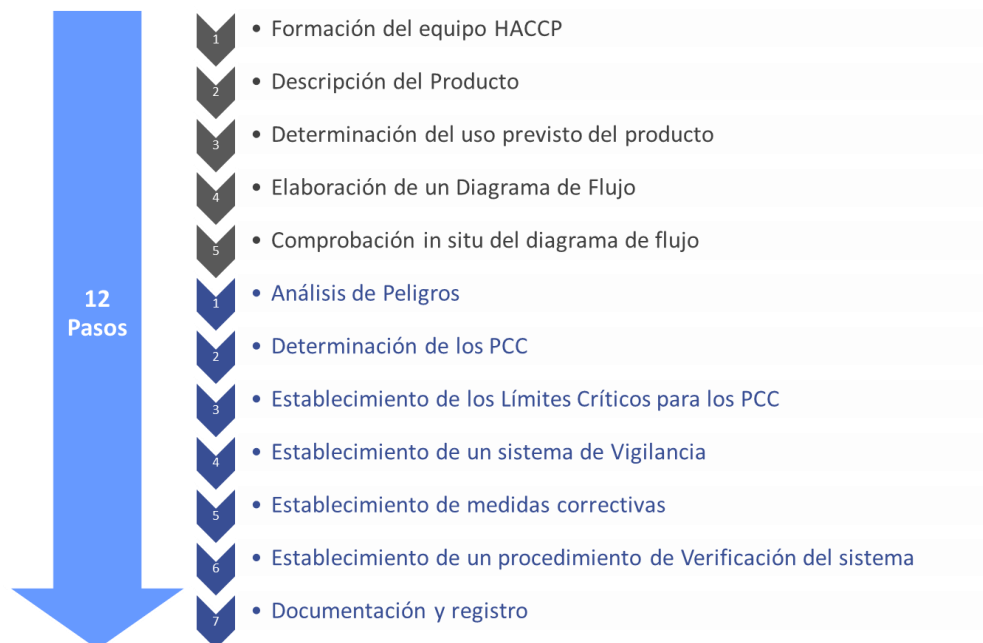 12
Pasos
1
• Formación del equipo HACCP
2
• Descripción del Producto
3
• Determinación del uso previsto del producto
4
• Elaboración de un Diagrama de Flujo
5
• Comprobación in situ del diagrama de flujo
1
• Análisis de Peligros
2
• Determinación de los PCC
3
• Establecimiento de los Límites Críticos para los PCC
4
• Establecimiento de un sistema de Vigilancia
5
• Establecimiento de medidas correctivas
6
• Establecimiento de un procedimiento de Verificación del sistema
7
• Documentación y registro